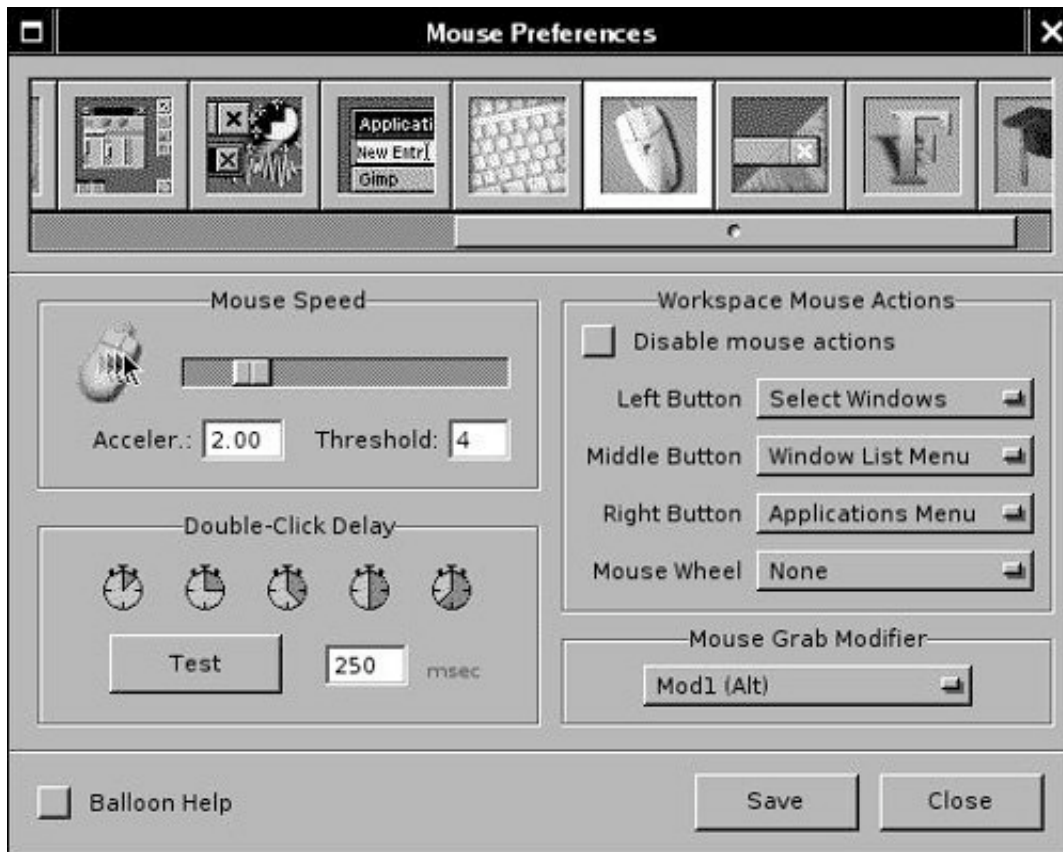 Mouse Preferences
Applicati
New Entr
Gimp
Mouse Speed
Acceler.: 2.00 Threshold: 4
Double-Click Delay
Test 250 msec
Workspace Mouse Actions
Disable mouse actions
Left Button Select Windows
Middle Button Window List Menu
Right Button Applications Menu
Mouse Wheel None
Mouse Grab Modifier
Mod1 (Alt)
Balloon Help Save Close